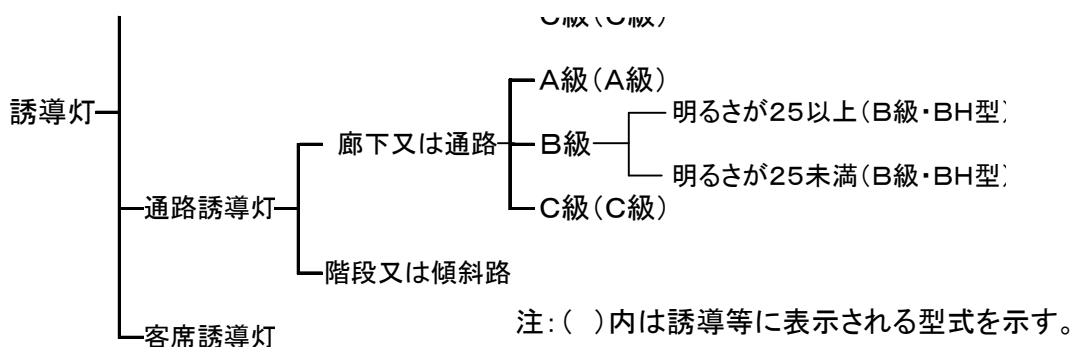 C級(C級)
A級(A級)
誘導灯
明るさが25以上(B級・BH型)
廊下又は通路
B級
明るさが25未満(B級・BH型)
通路誘導灯
C級(C級)
階段又は傾斜路
注:( )内は誘導等に表示される型式を示す。
客席誘導灯